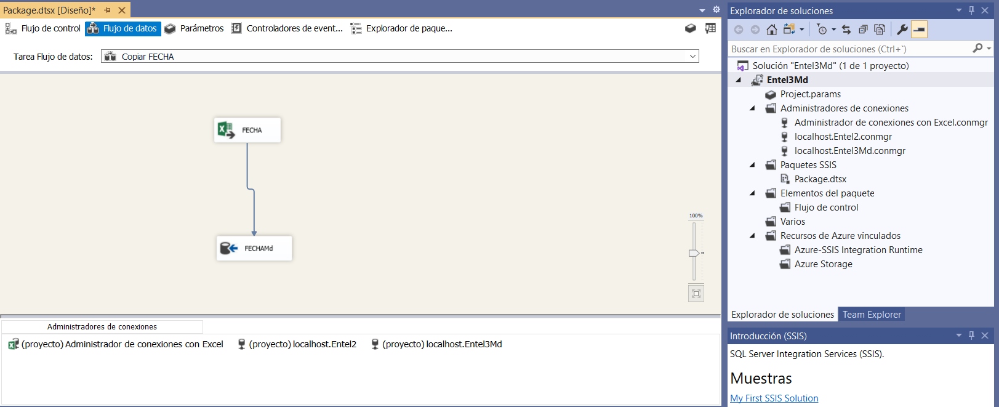 Package.dtsx [Diseño]*
Flujo de control
Flujo de datos
Parámetros
Controladores de event...
Explorador de paque...
Tarea Flujo de datos:
Copiar FECHA
FECHA
FECHAMd
100%
Administradores de conexiones
(proyecto) Administrador de conexiones con Excel
(proyecto) localhost.Entel2
(proyecto) localhost.Entel3Md
Explorador de soluciones
Buscar en Explorador de soluciones (Ctrl+`)
Solución "Entel3Md" (1 de 1 proyecto)
Entel3Md
Project.params
Administradores de conexiones
Administrador de conexiones con Excel.conmgr
localhost.Entel2.conmgr
localhost.Entel3Md.conmgr
Paquetes SSIS
Package.dtsx
Elementos del paquete
Flujo de control
Varios
Recursos de Azure vinculados
Azure-SSIS Integration Runtime
Azure Storage
Explorador de soluciones
Team Explorer
Introducción (SSIS)
SQL Server Integration Services (SSIS).
Muestras
My First SSIS Solution